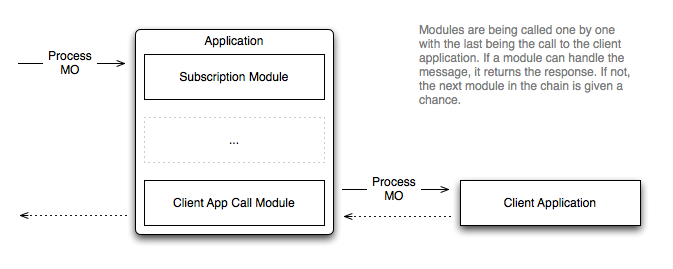 Application
Process
MO
Subscription Module
...
Client App Call Module
Modules are being called one by one
with the last being the call to the client
application. If a module can handle the
message, it returns the response. If not,
the next module in the chain is given a
chance.
Process
MO
Client Application